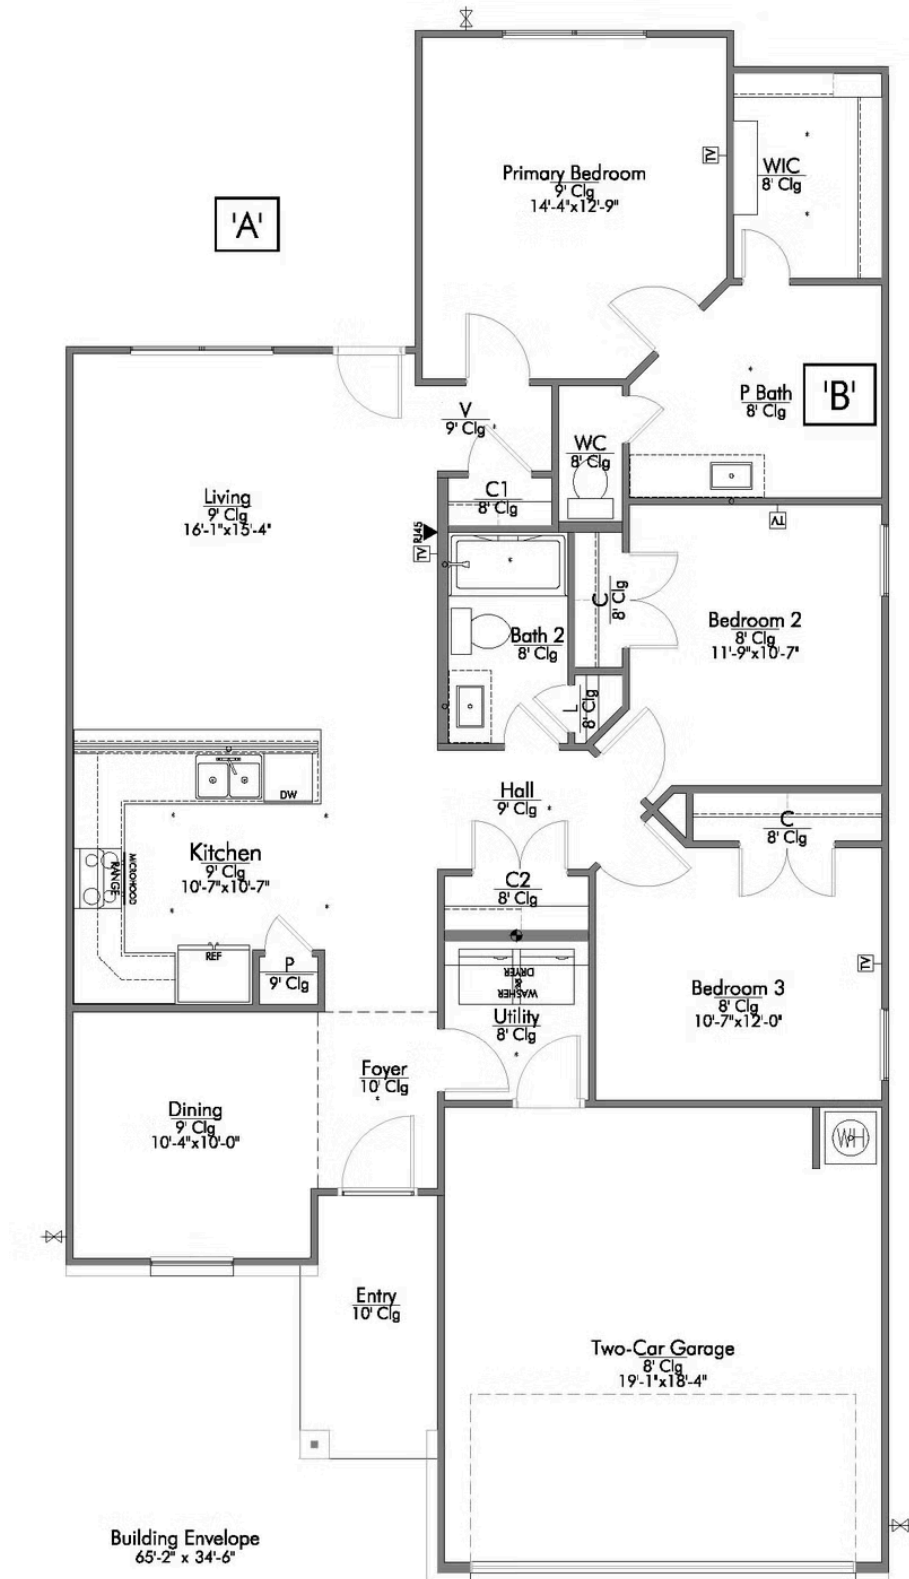 Primary Bedroom
9' Clg
14'-4"x12'-9"
TV
WIC
8' Clg
'A'
P Bath
8' Clg
'B'
V
9' Clg
WC
8' Clg
C1
8' Clg
Living
9' Clg
16'-1"x15'-4"
RJ45
TV
TV
C
8' Clg
Bedroom 2
8' Clg
11'-9"x10'-7"
Bath 2
8' Clg
L
8' Clg
DW
Hall
9' Clg
C
8' Clg
Kitchen
9' Clg
10'-7"x10'-7"
RANGE
MICROHOOD
C2
8' Clg
REF
P
9' Clg
DRYER
WASHER
Utility
8' Clg
TV
Bedroom 3
8' Clg
10'-7"x12'-0"
Foyer
10' Clg
Dining
9' Clg
10'-4"x10'-0"
WH
Entry
10' Clg
Two-Car Garage
8' Clg
19'-1"x18'-4"
Building Envelope
65'-2" x 34'-6"